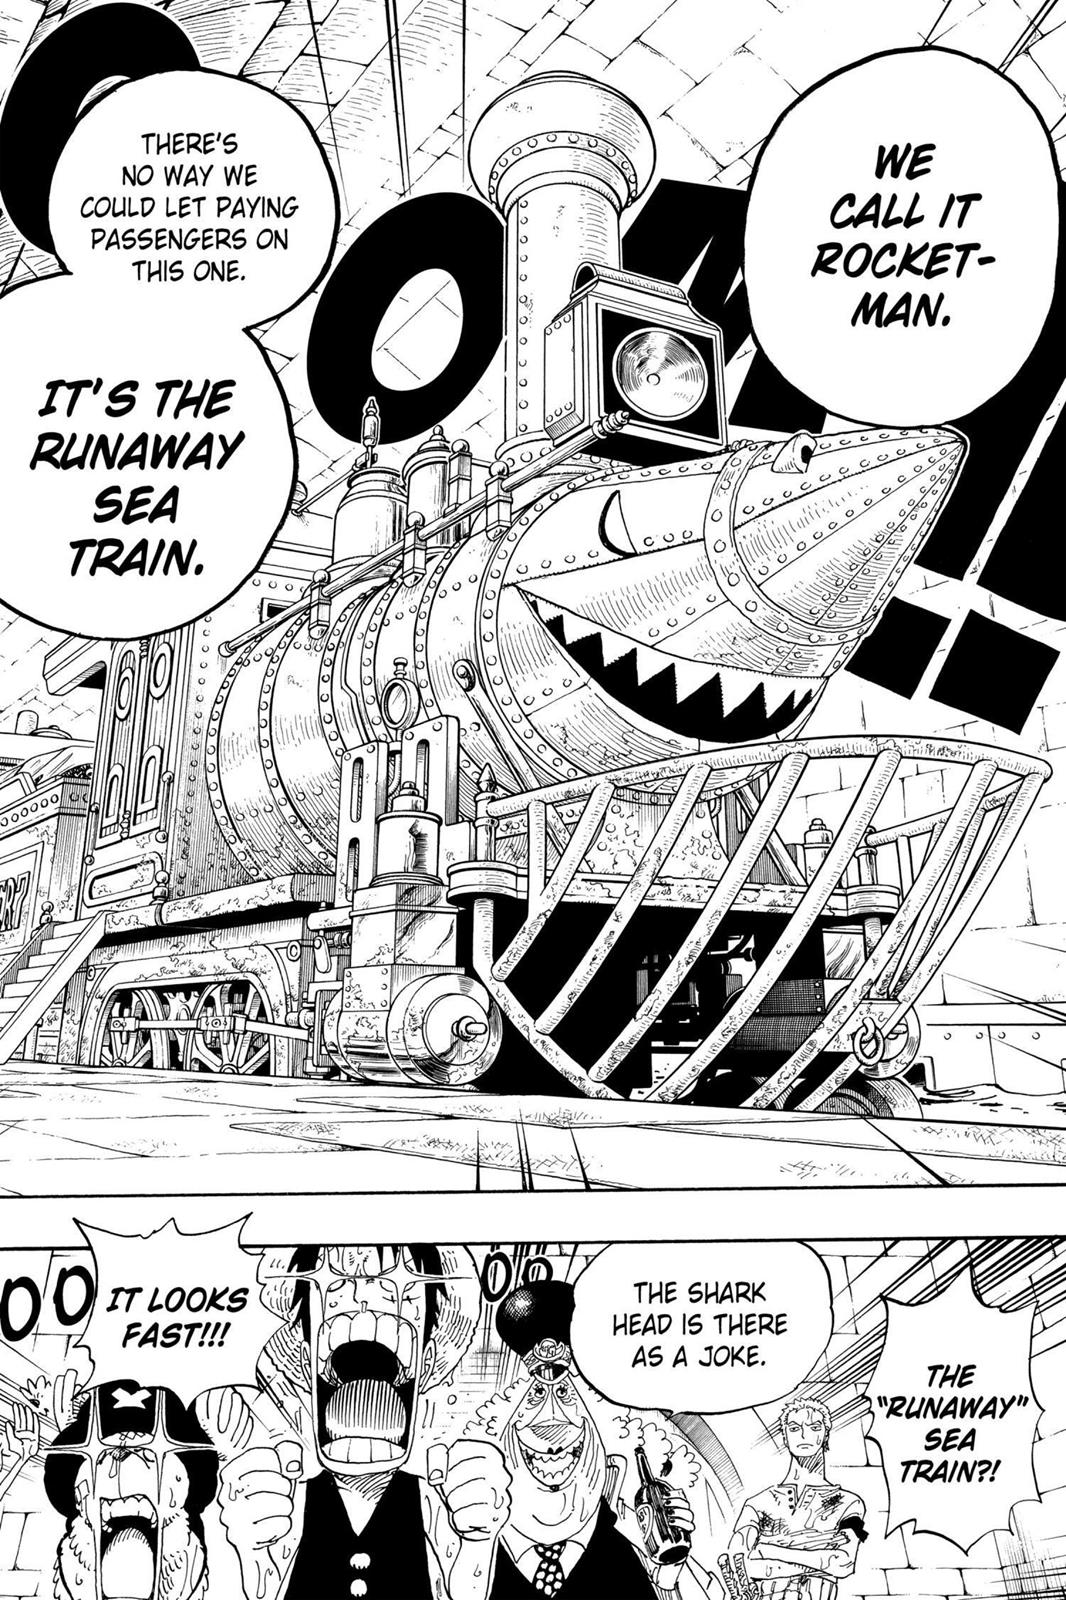 WE
CALL IT
ROCKET-
MAN.
THERE'S
NO WAY WE
COULD LET PAYING
PASSENGERS ON
THIS ONE.
IT'S THE
RUNAWAY
SEA
TRAIN.
THE
"RUNAWAY"
SEA
TRAIN?!
THE SHARK
HEAD IS THERE
AS A JOKE.
IT LOOKS
FAST!!!